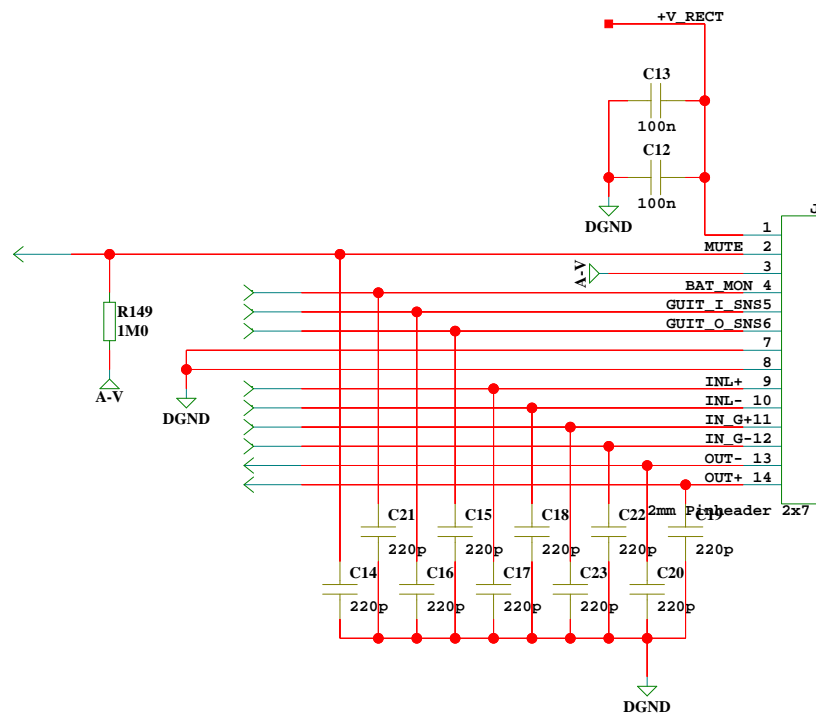 +V_RECT
C13
100n
C12
100n
DGND
J
1
MUTE 2
A-V 3
BAT_MON 4
GUIT_I_SNS5
GUIT_O_SNS6
7
8
R149
1M0
A-V
DGND
INL+ 9
INL- 10
IN_G+11
IN_G-12
OUT- 13
OUT+ 14
2mm Pinheader 2x7
C21 C15 C18 C22 C19
220p 220p 220p 220p 220p
C14 C16 C17 C23 C20
220p 220p 220p 220p 220p
DGND